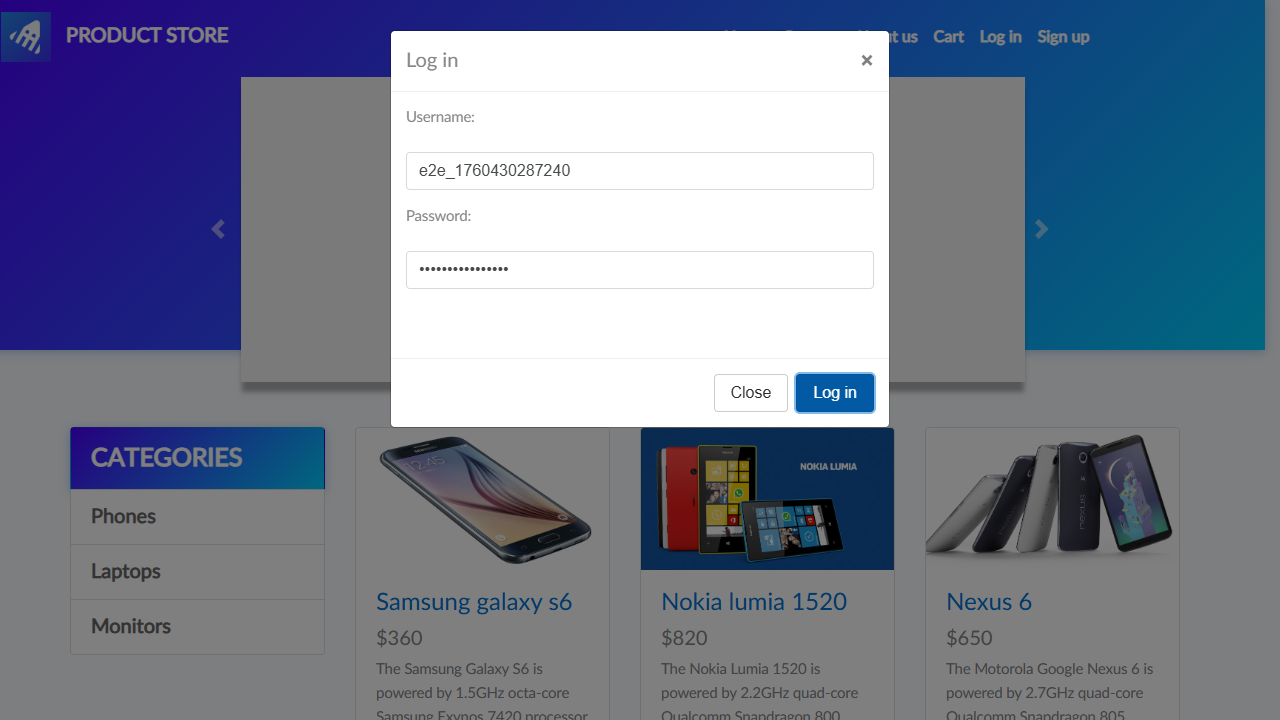 PRODUCT STORE
ut us Cart Log in Sign up
Log in ×
Username:
e2e_1760430287240
Password:
••••••••••••••••
Close Log in
CATEGORIES
Phones
Laptops
Monitors
12:45
NOKIA LUMIA
nexus
Samsung galaxy s6
$360
The Samsung Galaxy S6 is
powered by 1.5GHz octa-core
Samsung Exynos 7420 processor
Nokia lumia 1520
$820
The Nokia Lumia 1520 is
powered by 2.2GHz quad-core
Qualcomm Snapdragon 800
Nexus 6
$650
The Motorola Google Nexus 6 is
powered by 2.7GHz quad-core
Qualcomm Snapdragon 805